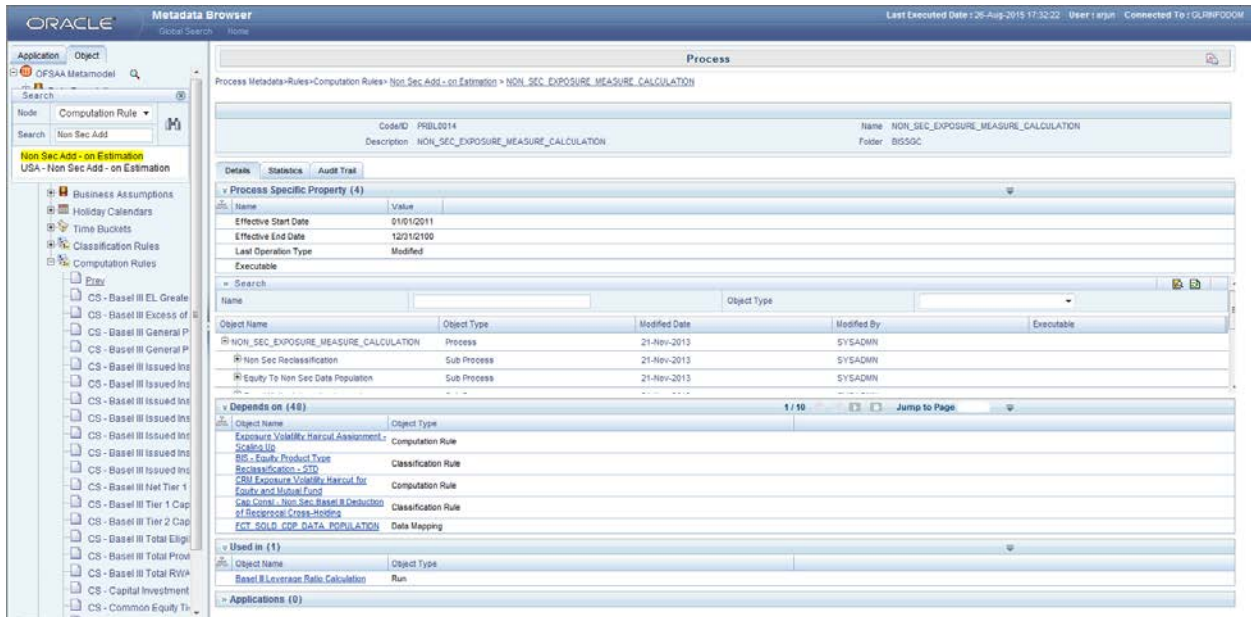 ORACLE
Metadata Browser
Global Search Home
Last Executed Date : 26-Aug-2015 17:32:22 User : arjun Connected To : GLRINFODOM
Application Object
OFSAA Metamodel
Search
Node Computation Rule
Search Non Sec Add
Non Sec Add - on Estimation
USA - Non Sec Add - on Estimation
Business Assumptions
Holiday Calendars
Time Buckets
Classification Rules
Computation Rules
Prev
CS - Basel III EL Greate
CS - Basel III Excess of
CS - Basel III General P
CS - Basel III General P
CS - Basel III Issued Ins
CS - Basel III Issued Ins
CS - Basel III Issued Ins
CS - Basel III Issued Ins
CS - Basel III Issued Ins
CS - Basel III Issued Ins
CS - Basel III Issued Ins
CS - Basel III Net Tier 1
CS - Basel III Tier 1 Cap
CS - Basel III Tier 2 Cap
CS - Basel III Total Eligi
CS - Basel III Total Provi
CS - Basel III Total RWA
CS - Capital Investment
CS - Common Equity Ti
Process
Process Metadata>Rules>Computation Rules> Non Sec Add - on Estimation > NON_SEC_EXPOSURE_MEASURE_CALCULATION
Code/ID PRBL0014 Name NON_SEC_EXPOSURE_MEASURE_CALCULATION
Description NON_SEC_EXPOSURE_MEASURE_CALCULATION Folder BISSGC
Details Statistics Audit Trail
Process Specific Property (4)
Name Value
Effective Start Date 01/01/2011
Effective End Date 12/31/2100
Last Operation Type Modified
Executable
Search
Name Object Type
Object Name Object Type Modified Date Modified By Executable
NON_SEC_EXPOSURE_MEASURE_CALCULATION Process 21-Nov-2013 SYSADMN
Non Sec Reclassification Sub Process 21-Nov-2013 SYSADMN
Equity To Non Sec Data Population Sub Process 21-Nov-2013 SYSADMN
Depends on (48) 1 / 10 Jump to Page
Object Name Object Type
Exposure Volatility Haircut Assignment - Scaling Up Computation Rule
BIS - Equity Product Type Reclassification - STD Classification Rule
CRM Exposure Volatility Haircut for Equity and Mutual Fund Computation Rule
Cap Consl - Non Sec Basel II Deduction of Reciprocal Cross-Holding Classification Rule
FCT_SOLD_CDP_DATA_POPULATION Data Mapping
Used in (1)
Object Name Object Type
Basel III Leverage Ratio Calculation Run
Applications (0)